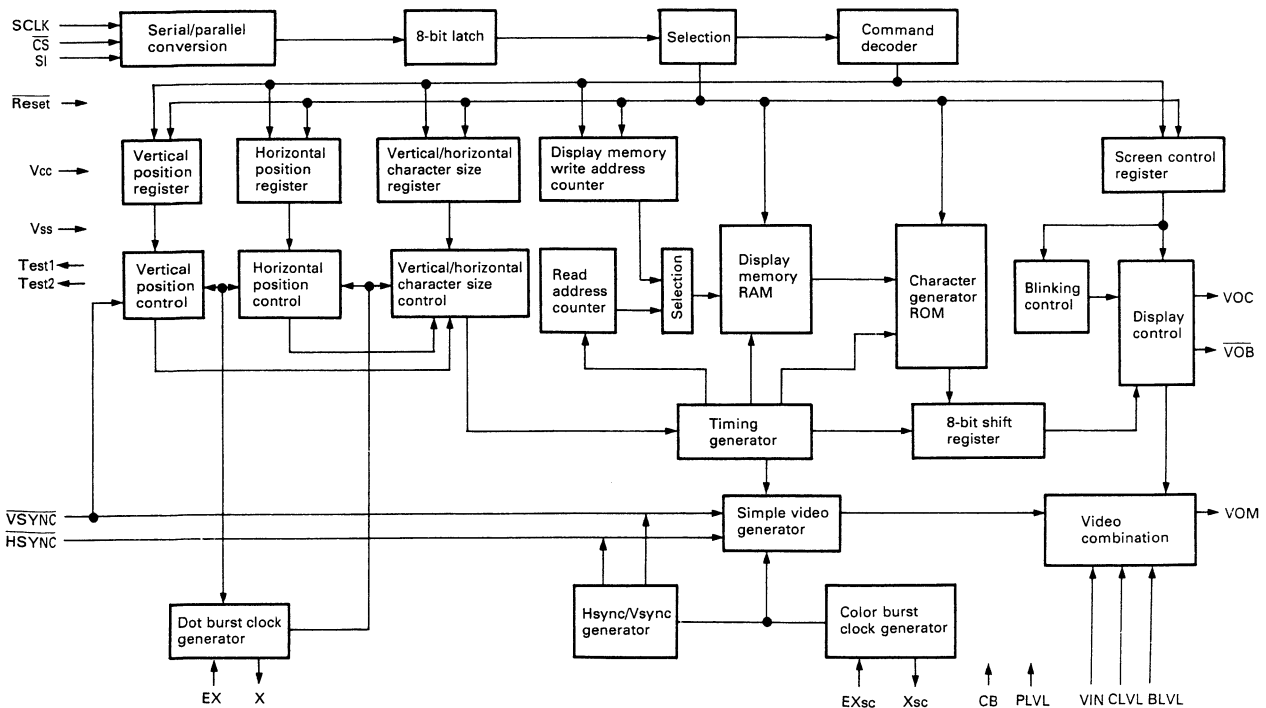 SCLK
CS
SI
Serial/parallel
conversion
8-bit latch
Selection
Command
decoder
Reset
Vcc
Vss
Test1
Test2
Vertical
position
register
Horizontal
position
register
Vertical/horizontal
character size
register
Display memory
write address
counter
Screen control
register
Vertical
position
control
Horizontal
position
control
Vertical/horizontal
character size
control
Read
address
counter
Selection
Display
memory
RAM
Character
generator
ROM
Blinking
control
Display
control
VOC
VOB
Timing
generator
8-bit shift
register
VSYNC
HSYNC
Simple video
generator
Video
combination
VOM
Dot burst clock
generator
Hsync/Vsync
generator
Color burst
clock generator
EX
X
EXsc
Xsc
CB
PLVL
VIN
CLVL
BLVL